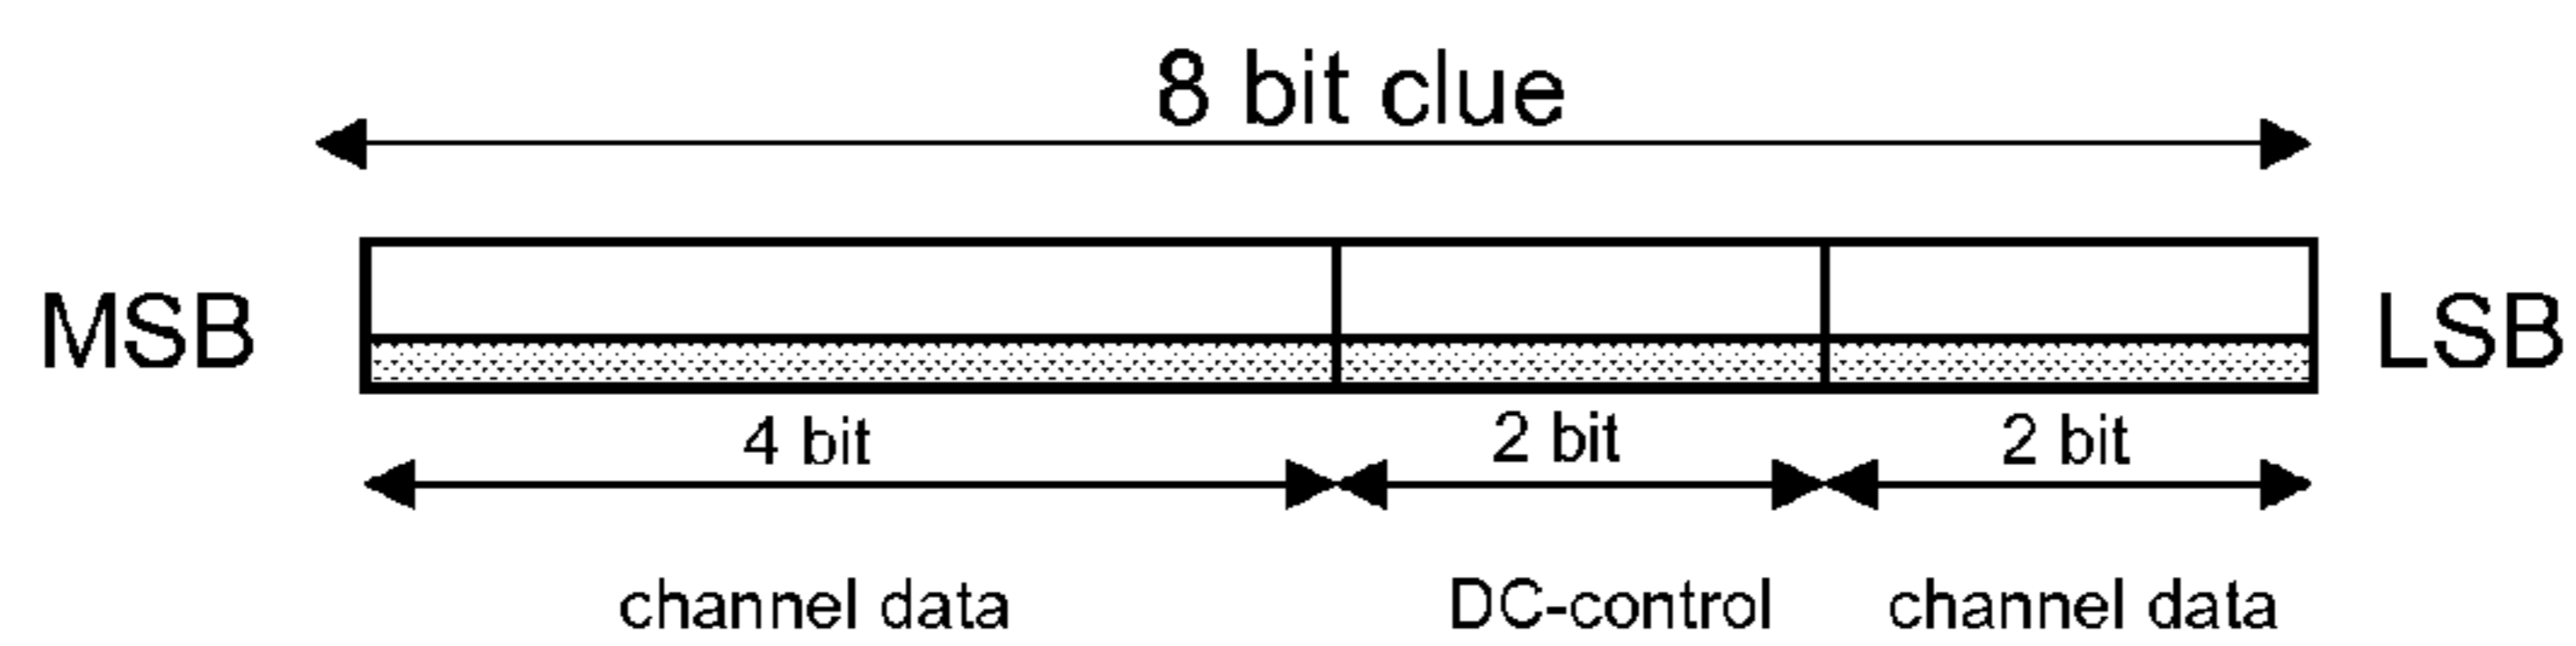 8 bit clue
MSB LSB
4 bit 2 bit 2 bit
channel data DC-control channel data